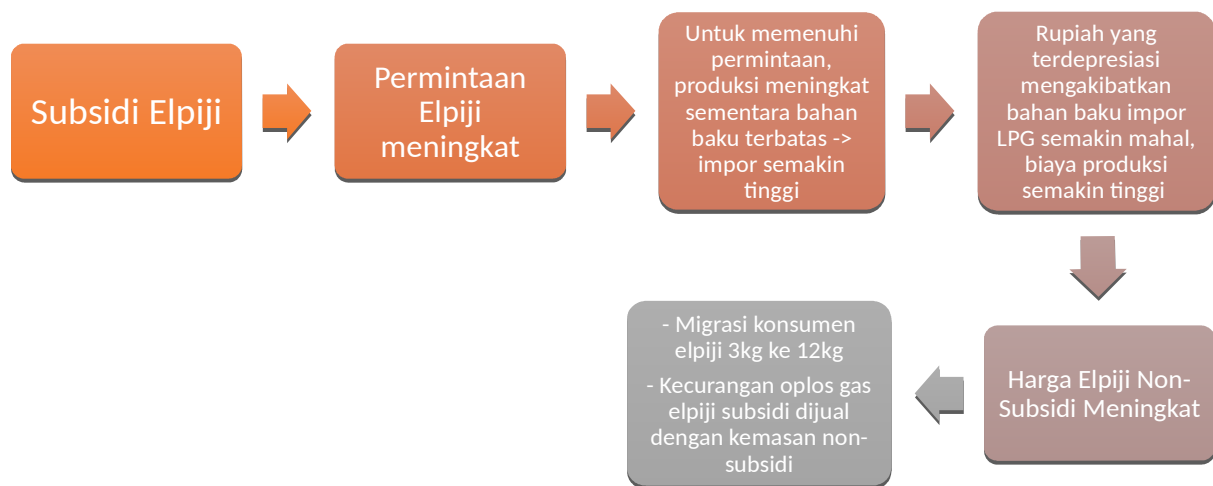 Subsidi Elpiji
Permintaan
Elpiji
meningkat
Untuk memenuhi
permintaan,
produksi meningkat
sementara bahan
baku terbatas ->
impor semakin
tinggi
Rupiah yang
terdepresiasi
mengakibatkan
bahan baku impor
LPG semakin mahal,
biaya produksi
semakin tinggi
Harga Elpiji Non-
Subsidi Meningkat
- Migrasi konsumen
elpiji 3kg ke 12kg
- Kecurangan oplos gas
elpiji subsidi dijual
dengan kemasan non-
subsidi